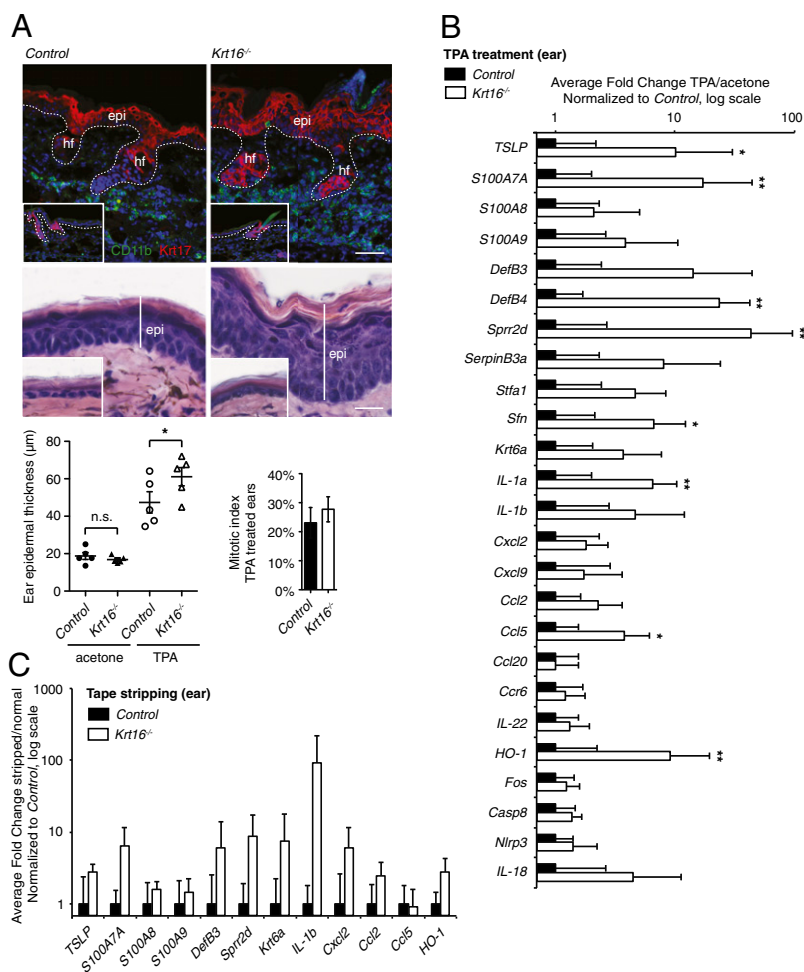 A
Control
Krt16-/-
epi
hf
hf
epi
hf
hf
CD11b Krt17
epi
epi
Ear epidermal thickness (μm)
80
60
40
20
0
n.s.
*
Control
Krt16-/-
Control
Krt16-/-
acetone
TPA
Mitotic index
TPA treated ears
40%
30%
20%
10%
0%
Control
Krt16-/-
B
TPA treatment (ear)
Control
Krt16-/-
Average Fold Change TPA/acetone
Normalized to Control, log scale
1
10
100
TSLP
*
S100A7A
**
S100A8
S100A9
DefB3
DefB4
**
Sprr2d
**
SerpinB3a
Stfa1
Sfn
*
Krt6a
IL-1a
**
IL-1b
Cxcl2
Cxcl9
Ccl2
Ccl5
*
Ccl20
Ccr6
IL-22
HO-1
**
Fos
Casp8
Nlrp3
IL-18
C
Tape stripping (ear)
Control
Krt16-/-
Average Fold Change stripped/normal
Normalized to Control, log scale
1000
100
10
1
TSLP
S100A7A
S100A8
S100A9
DefB3
Sprr2d
Krt6a
IL-1b
Cxcl2
Ccl2
Ccl5
HO-1